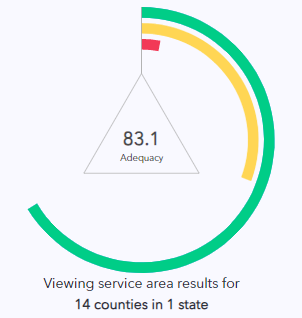 83.1
Adequacy
Viewing service area results for
14 counties in 1 state